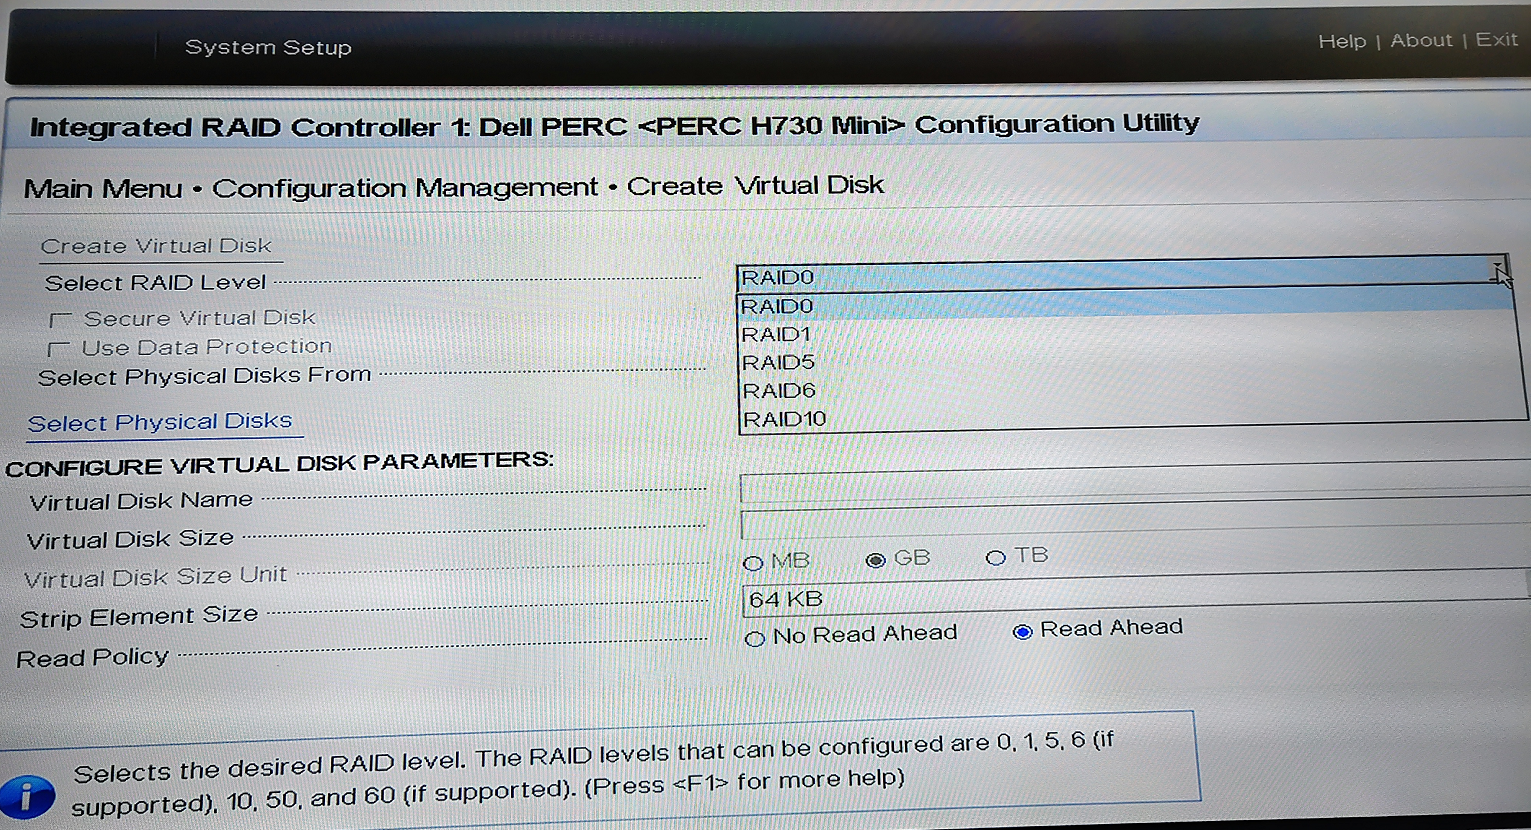 System Setup
Help | About | Exit
Integrated RAID Controller 1: Dell PERC <PERC H730 Mini> Configuration Utility
Main Menu • Configuration Management • Create Virtual Disk
Create Virtual Disk
Select RAID Level
RAID0
RAID0
RAID1
RAID5
RAID6
RAID10
Secure Virtual Disk
Use Data Protection
Select Physical Disks From
Select Physical Disks
CONFIGURE VIRTUAL DISK PARAMETERS:
Virtual Disk Name
Virtual Disk Size
Virtual Disk Size Unit
MB GB TB
Strip Element Size
64 KB
Read Policy
No Read Ahead Read Ahead
Selects the desired RAID level. The RAID levels that can be configured are 0, 1, 5, 6 (if
supported), 10, 50, and 60 (if supported). (Press <F1> for more help)